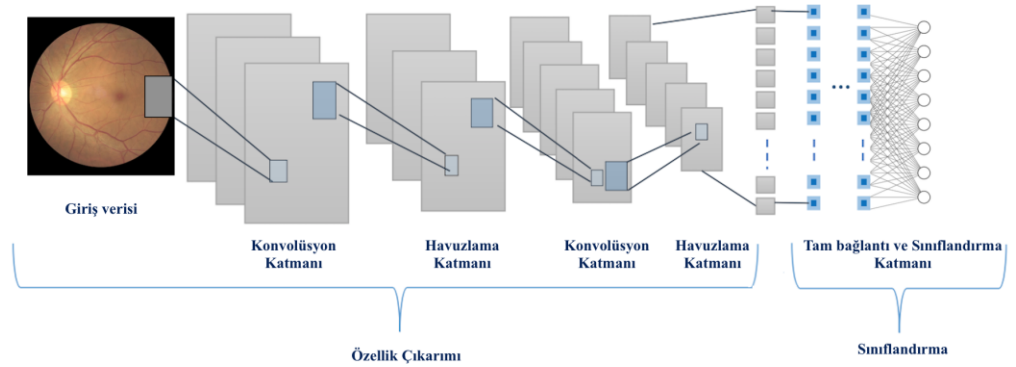 Giriş verisi
Konvolüsyon
Katmanı
Havuzlama
Katmanı
Konvolüsyon
Katmanı
Havuzlama
Katmanı
Tam bağlantı ve Sınıflandırma
Katmanı
Özellik Çıkarımı
Sınıflandırma